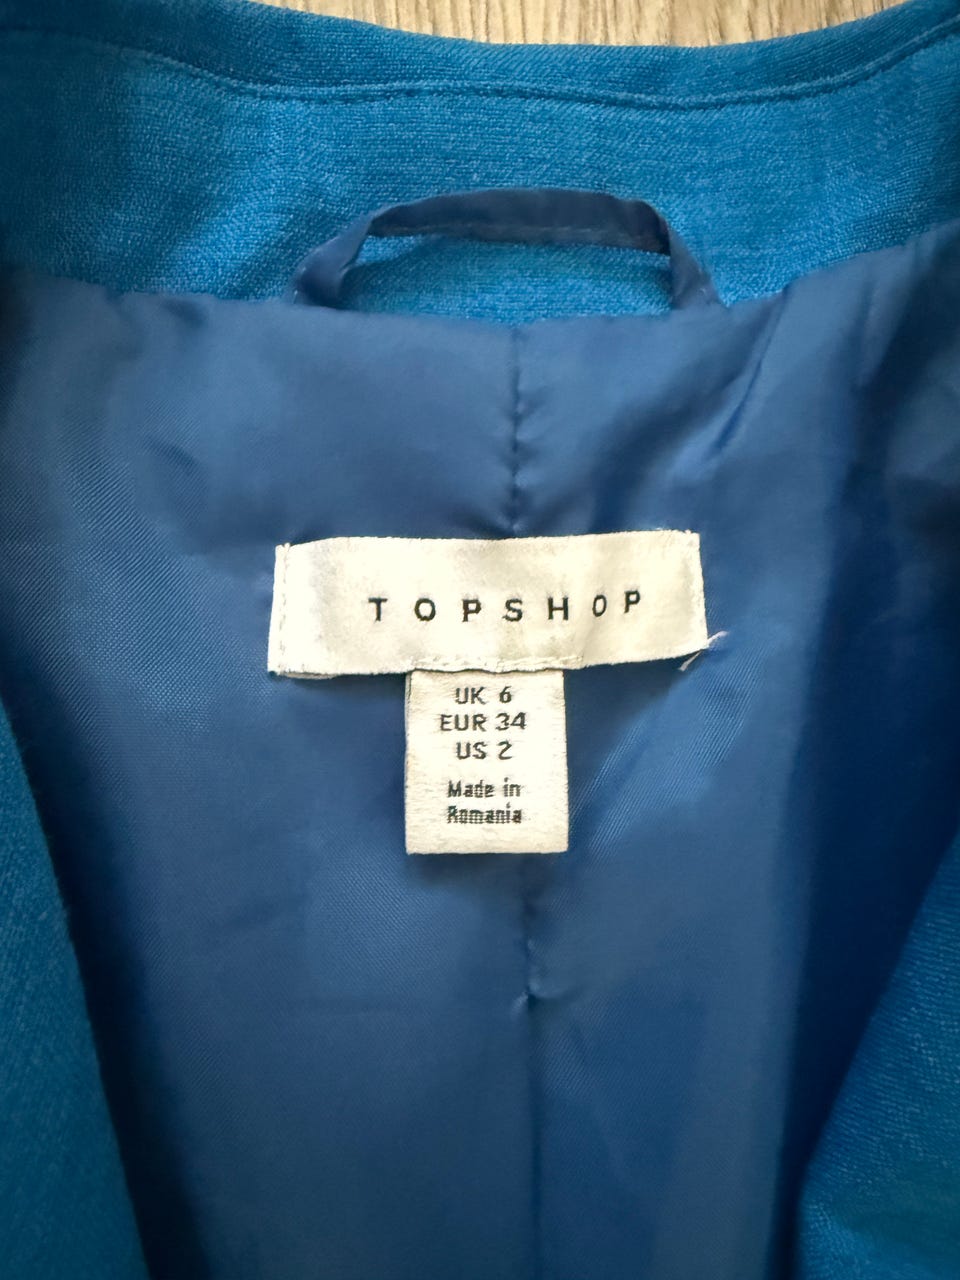 TOPSHOP
UK 6
EUR 34
US 2
Made in
Romania